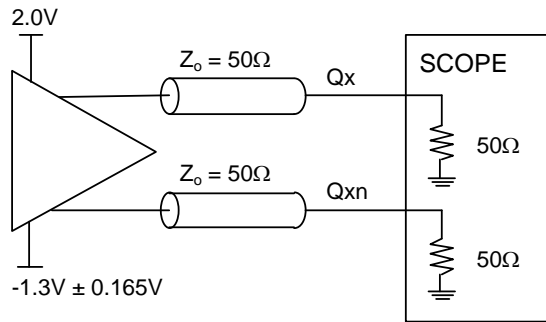 2.0V
Zo = 50Ω
Qx
SCOPE
50Ω
Zo = 50Ω
Qxn
50Ω
-1.3V ± 0.165V